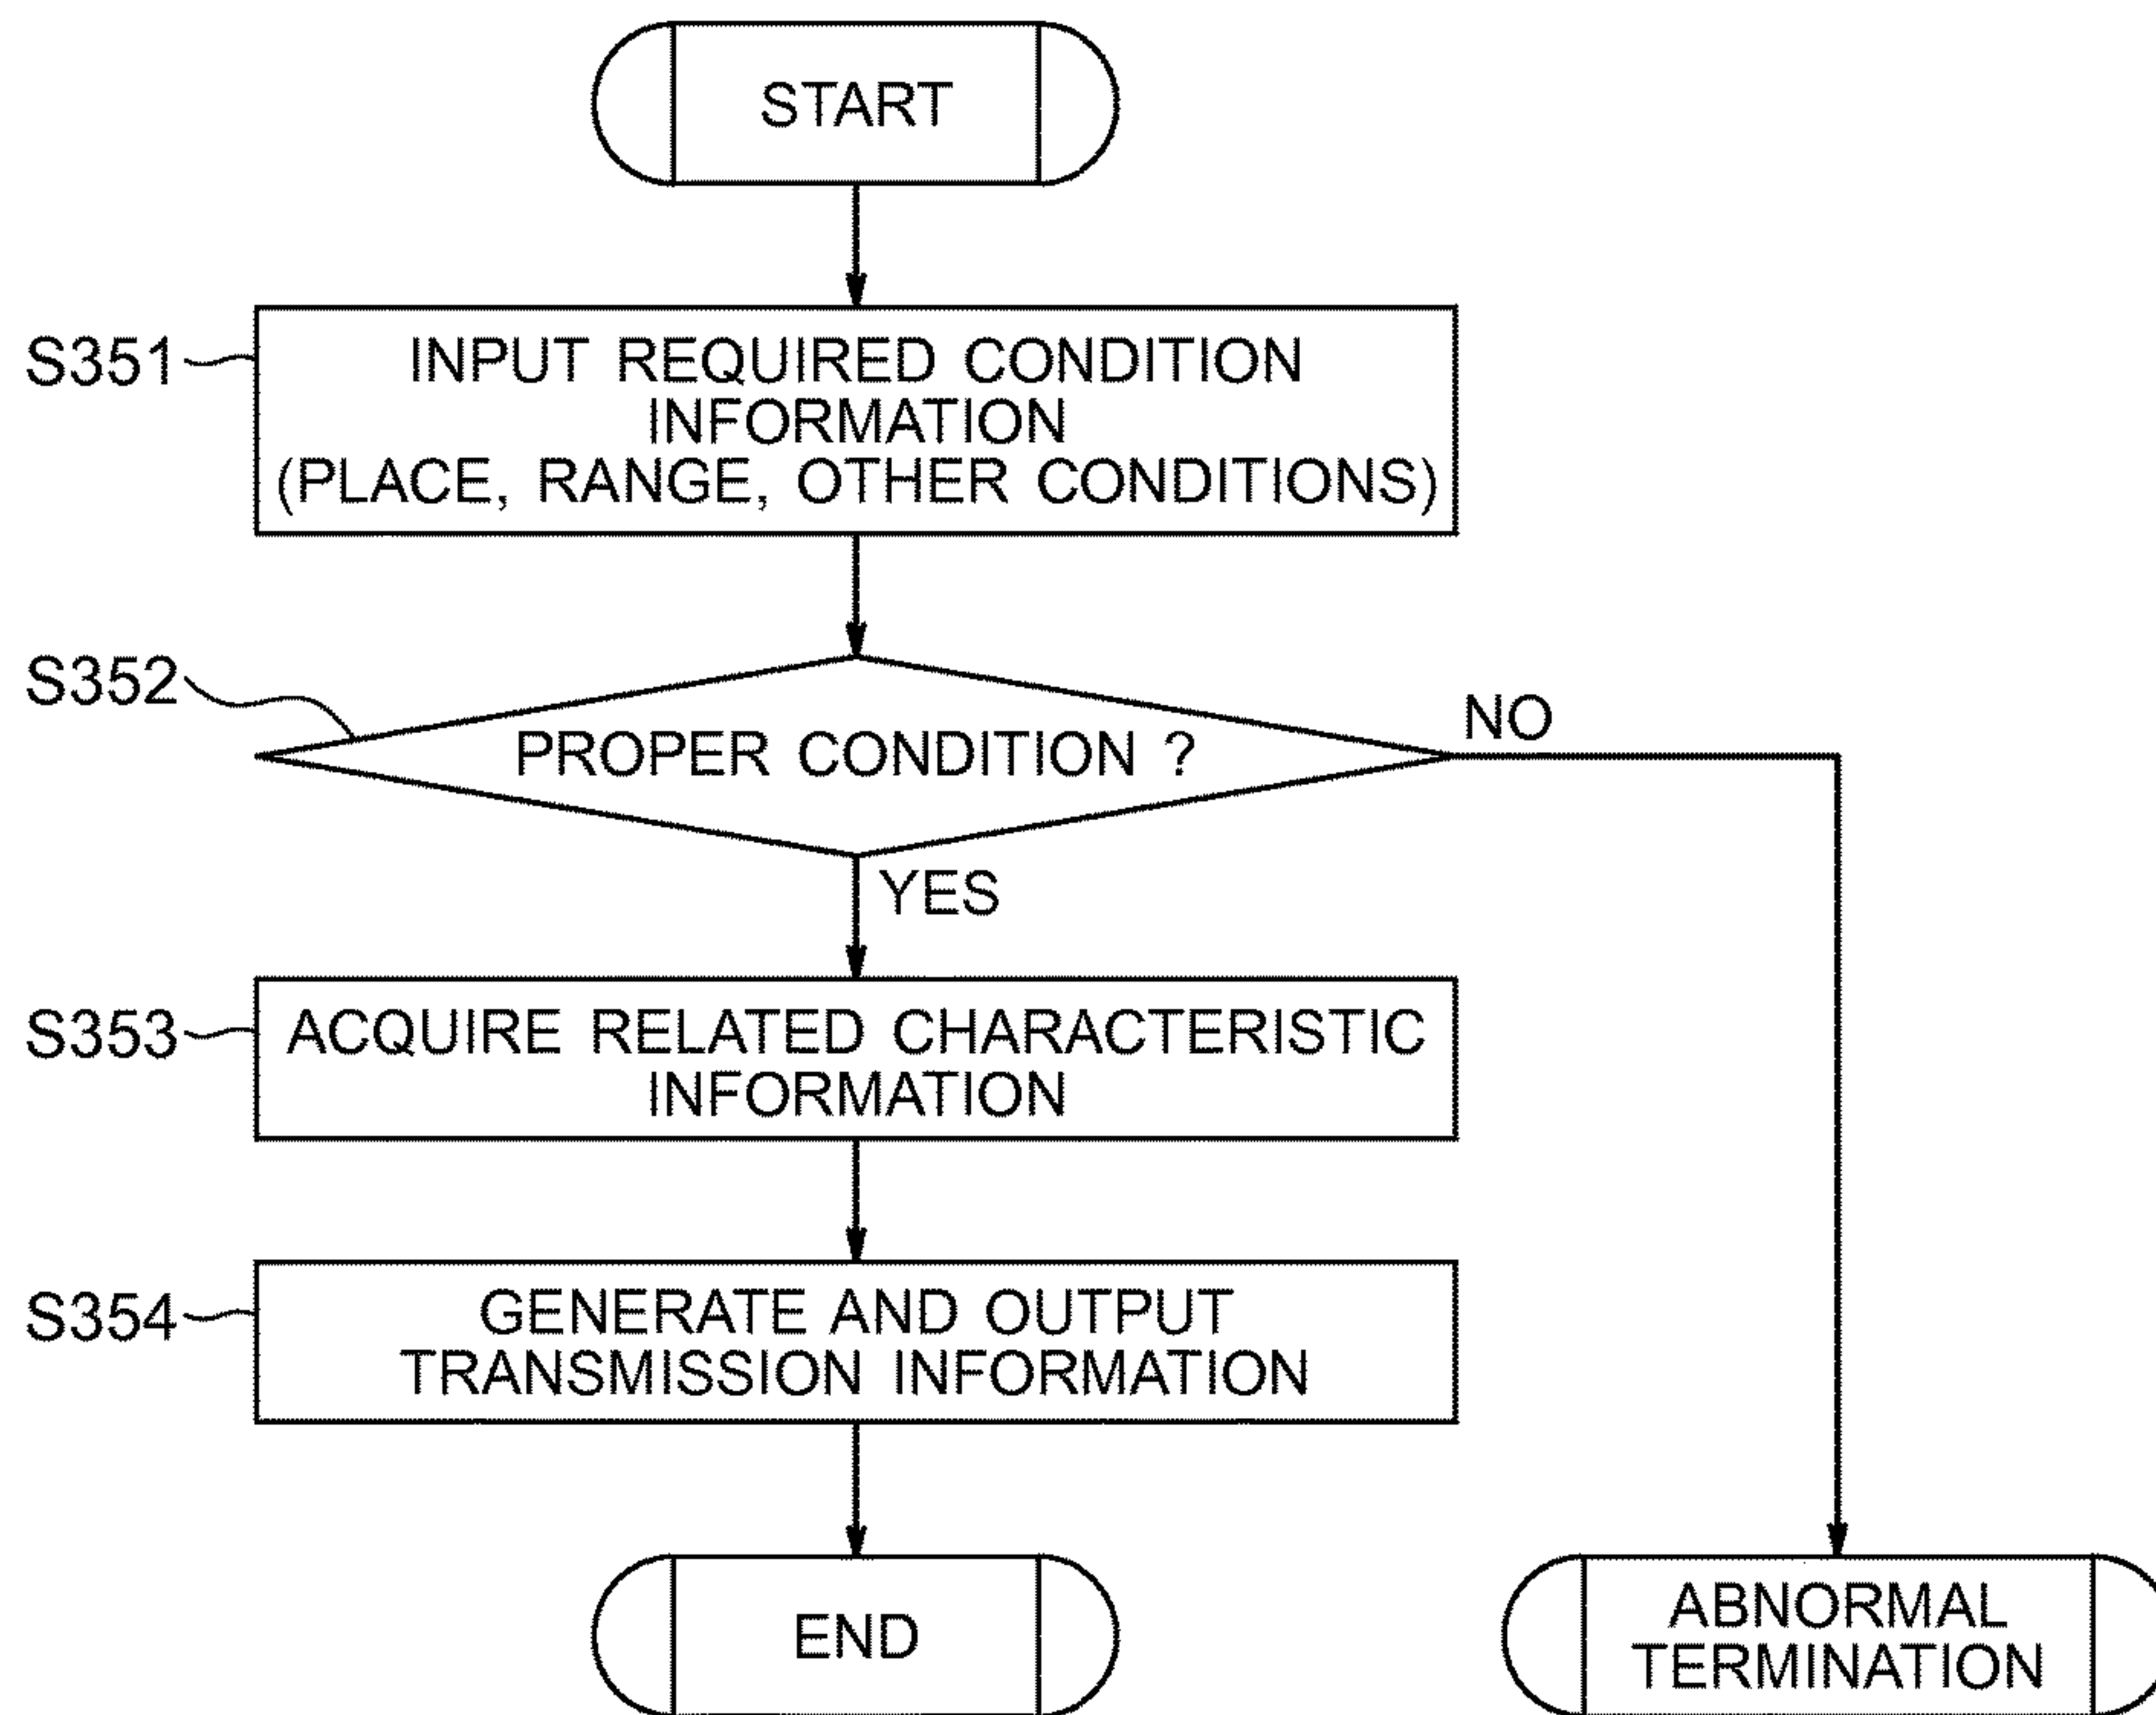 START
S351
INPUT REQUIRED CONDITION
INFORMATION
(PLACE, RANGE, OTHER CONDITIONS)
S352
PROPER CONDITION ?
NO
YES
S353
ACQUIRE RELATED CHARACTERISTIC
INFORMATION
S354
GENERATE AND OUTPUT
TRANSMISSION INFORMATION
END
ABNORMAL
TERMINATION